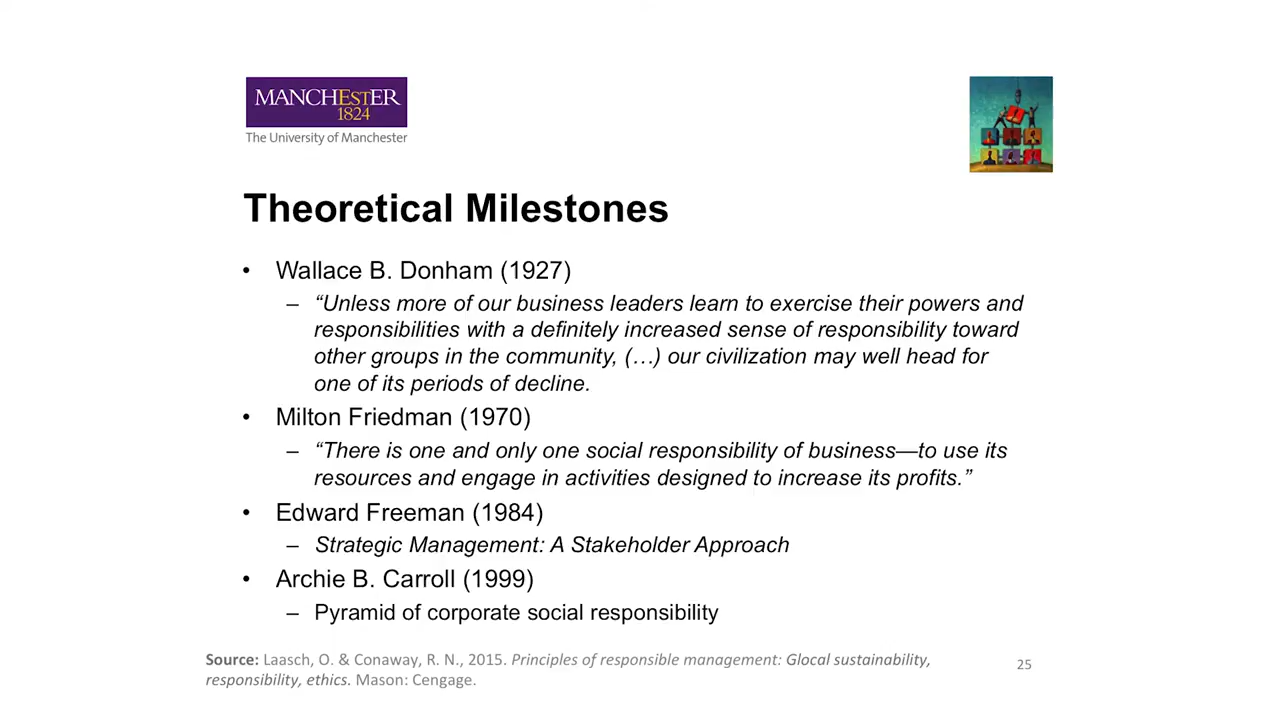 MANCHESTER
1824
The University of Manchester
Theoretical Milestones
• Wallace B. Donham (1927)
– “Unless more of our business leaders learn to exercise their powers and
responsibilities with a definitely increased sense of responsibility toward
other groups in the community, (…) our civilization may well head for
one of its periods of decline.
• Milton Friedman (1970)
– “There is one and only one social responsibility of business—to use its
resources and engage in activities designed to increase its profits.”
• Edward Freeman (1984)
– Strategic Management: A Stakeholder Approach
• Archie B. Carroll (1999)
– Pyramid of corporate social responsibility
Source: Laasch, O. & Conaway, R. N., 2015. Principles of responsible management: Glocal sustainability,
responsibility, ethics. Mason: Cengage.
25